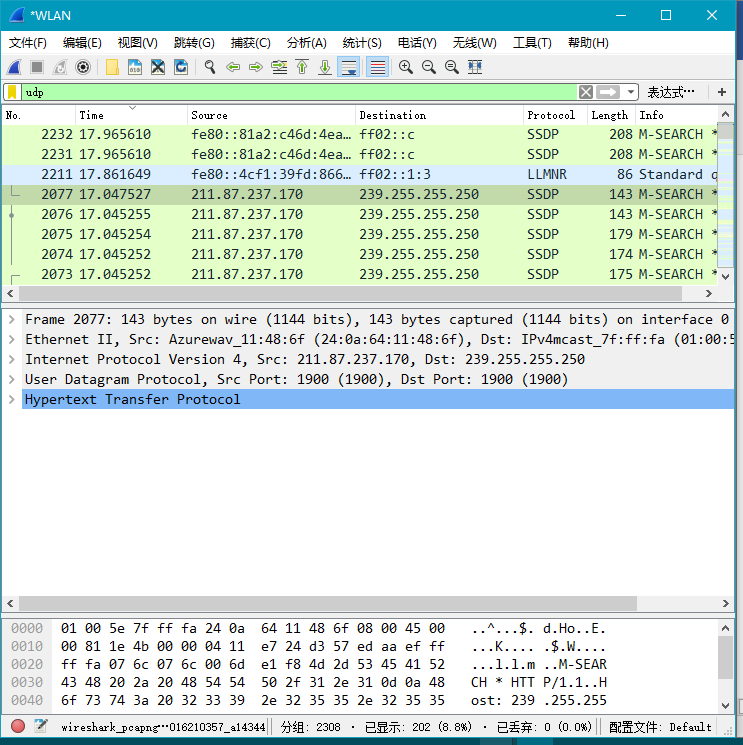 *WLAN
文件(F) 编辑(E) 视图(V) 跳转(G) 捕获(C) 分析(A) 统计(S) 电话(Y) 无线(W) 工具(T) 帮助(H)
udp 表达式… +
No. Time Source Destination Protocol Length Info
2232 17.965610 fe80::81a2:c46d:4ea… ff02::c SSDP 208 M-SEARCH *
2231 17.965610 fe80::81a2:c46d:4ea… ff02::c SSDP 208 M-SEARCH *
2211 17.861649 fe80::4cf1:39fd:866… ff02::1:3 LLMNR 86 Standard q
2077 17.047527 211.87.237.170 239.255.255.250 SSDP 143 M-SEARCH *
2076 17.045255 211.87.237.170 239.255.255.250 SSDP 143 M-SEARCH *
2075 17.045254 211.87.237.170 239.255.255.250 SSDP 179 M-SEARCH *
2074 17.045252 211.87.237.170 239.255.255.250 SSDP 174 M-SEARCH *
2073 17.045252 211.87.237.170 239.255.255.250 SSDP 175 M-SEARCH *
Frame 2077: 143 bytes on wire (1144 bits), 143 bytes captured (1144 bits) on interface 0
Ethernet II, Src: Azurewav_11:48:6f (24:0a:64:11:48:6f), Dst: IPv4mcast_7f:ff:fa (01:00:5
Internet Protocol Version 4, Src: 211.87.237.170, Dst: 239.255.255.250
User Datagram Protocol, Src Port: 1900 (1900), Dst Port: 1900 (1900)
Hypertext Transfer Protocol
0000 01 00 5e 7f ff fa 24 0a 64 11 48 6f 08 00 45 00 ..^...$. d.Ho..E.
0010 00 81 1e 4b 00 00 04 11 e7 24 d3 57 ed aa ef ff ...K.... .$.W....
0020 ff fa 07 6c 07 6c 00 6d e1 f8 4d 2d 53 45 41 52 ...l.l.m ..M-SEAR
0030 43 48 20 2a 20 48 54 54 50 2f 31 2e 31 0d 0a 48 CH * HTT P/1.1..H
0040 6f 73 74 3a 20 32 33 39 2e 32 35 35 2e 32 35 35 ost: 239 .255.255
wireshark_pcapng…016210357_a14344 分组: 2308 · 已显示: 202 (8.8%) · 已丢弃: 0 (0.0%) 配置文件: Default